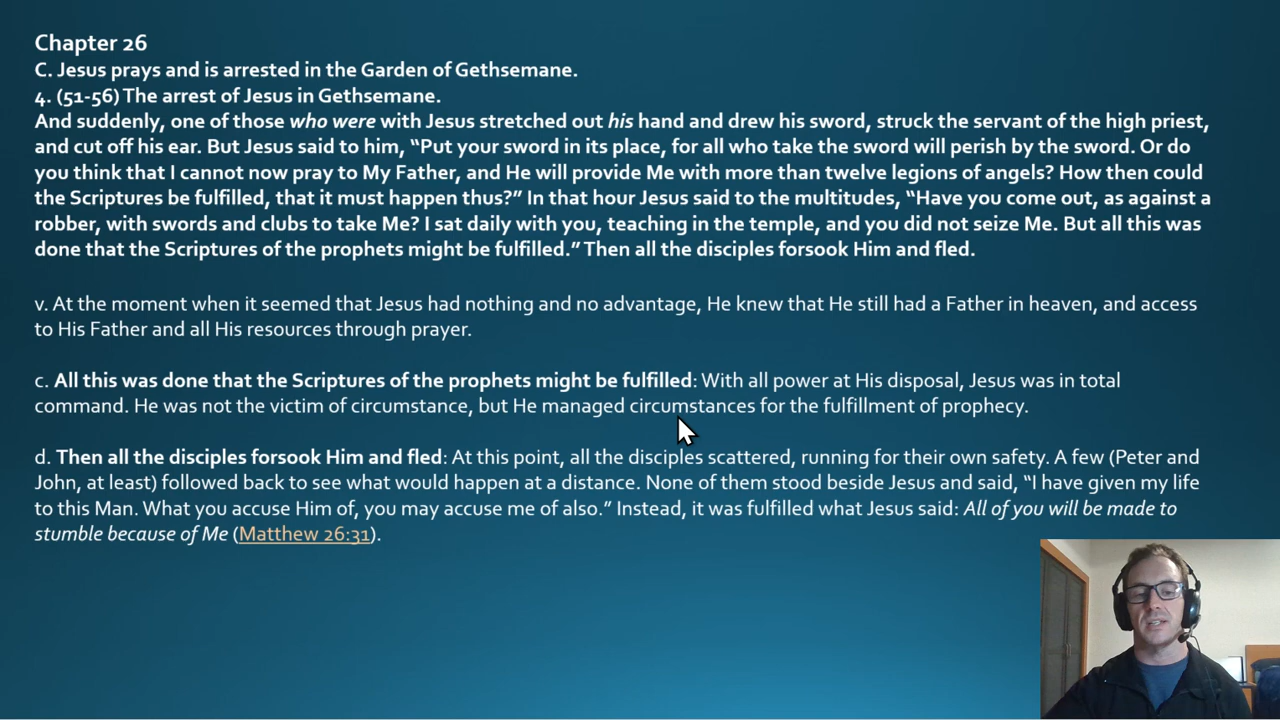 Chapter 26
C. Jesus prays and is arrested in the Garden of Gethsemane.
4. (51-56) The arrest of Jesus in Gethsemane.
And suddenly, one of those who were with Jesus stretched out his hand and drew his sword, struck the servant of the high priest,
and cut off his ear. But Jesus said to him, “Put your sword in its place, for all who take the sword will perish by the sword. Or do
you think that I cannot now pray to My Father, and He will provide Me with more than twelve legions of angels? How then could
the Scriptures be fulfilled, that it must happen thus?” In that hour Jesus said to the multitudes, “Have you come out, as against a
robber, with swords and clubs to take Me? I sat daily with you, teaching in the temple, and you did not seize Me. But all this was
done that the Scriptures of the prophets might be fulfilled.” Then all the disciples forsook Him and fled.
v. At the moment when it seemed that Jesus had nothing and no advantage, He knew that He still had a Father in heaven, and access
to His Father and all His resources through prayer.
c. All this was done that the Scriptures of the prophets might be fulfilled: With all power at His disposal, Jesus was in total
command. He was not the victim of circumstance, but He managed circumstances for the fulfillment of prophecy.
d. Then all the disciples forsook Him and fled: At this point, all the disciples scattered, running for their own safety. A few (Peter and
John, at least) followed back to see what would happen at a distance. None of them stood beside Jesus and said, “I have given my life
to this Man. What you accuse Him of, you may accuse me of also.” Instead, it was fulfilled what Jesus said: All of you will be made to
stumble because of Me (Matthew 26:31).